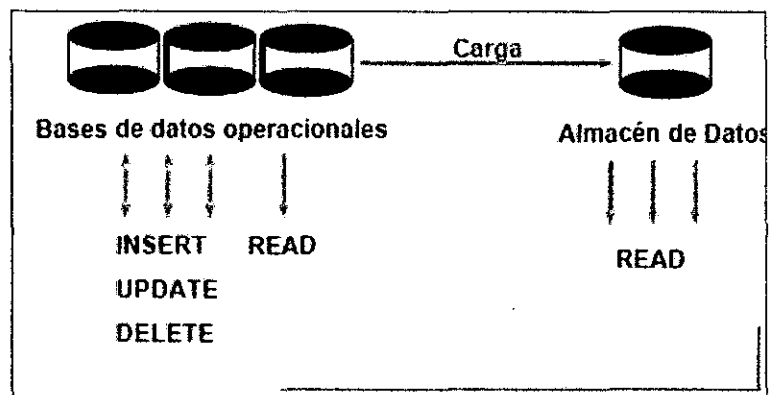 Carga
Bases de datos operacionales
Almacén de Datos
INSERT READ
READ
UPDATE
DELETE